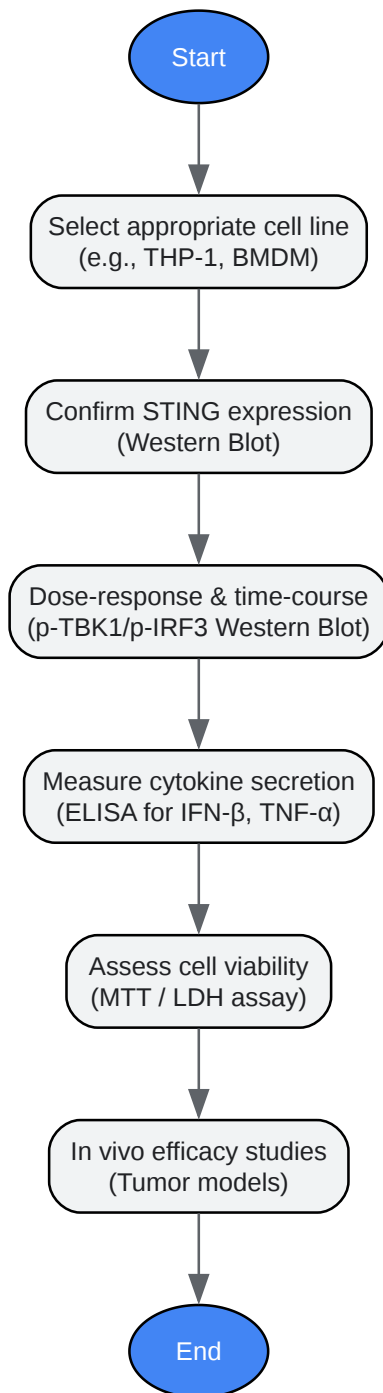 Start
Select appropriate cell line
(e.g., THP-1, BMDM)
Confirm STING expression
(Western Blot)
Dose-response & time-course
(p-TBK1/p-IRF3 Western Blot)
Measure cytokine secretion
(ELISA for IFN-β, TNF-α)
Assess cell viability
(MTT / LDH assay)
In vivo efficacy studies
(Tumor models)
End